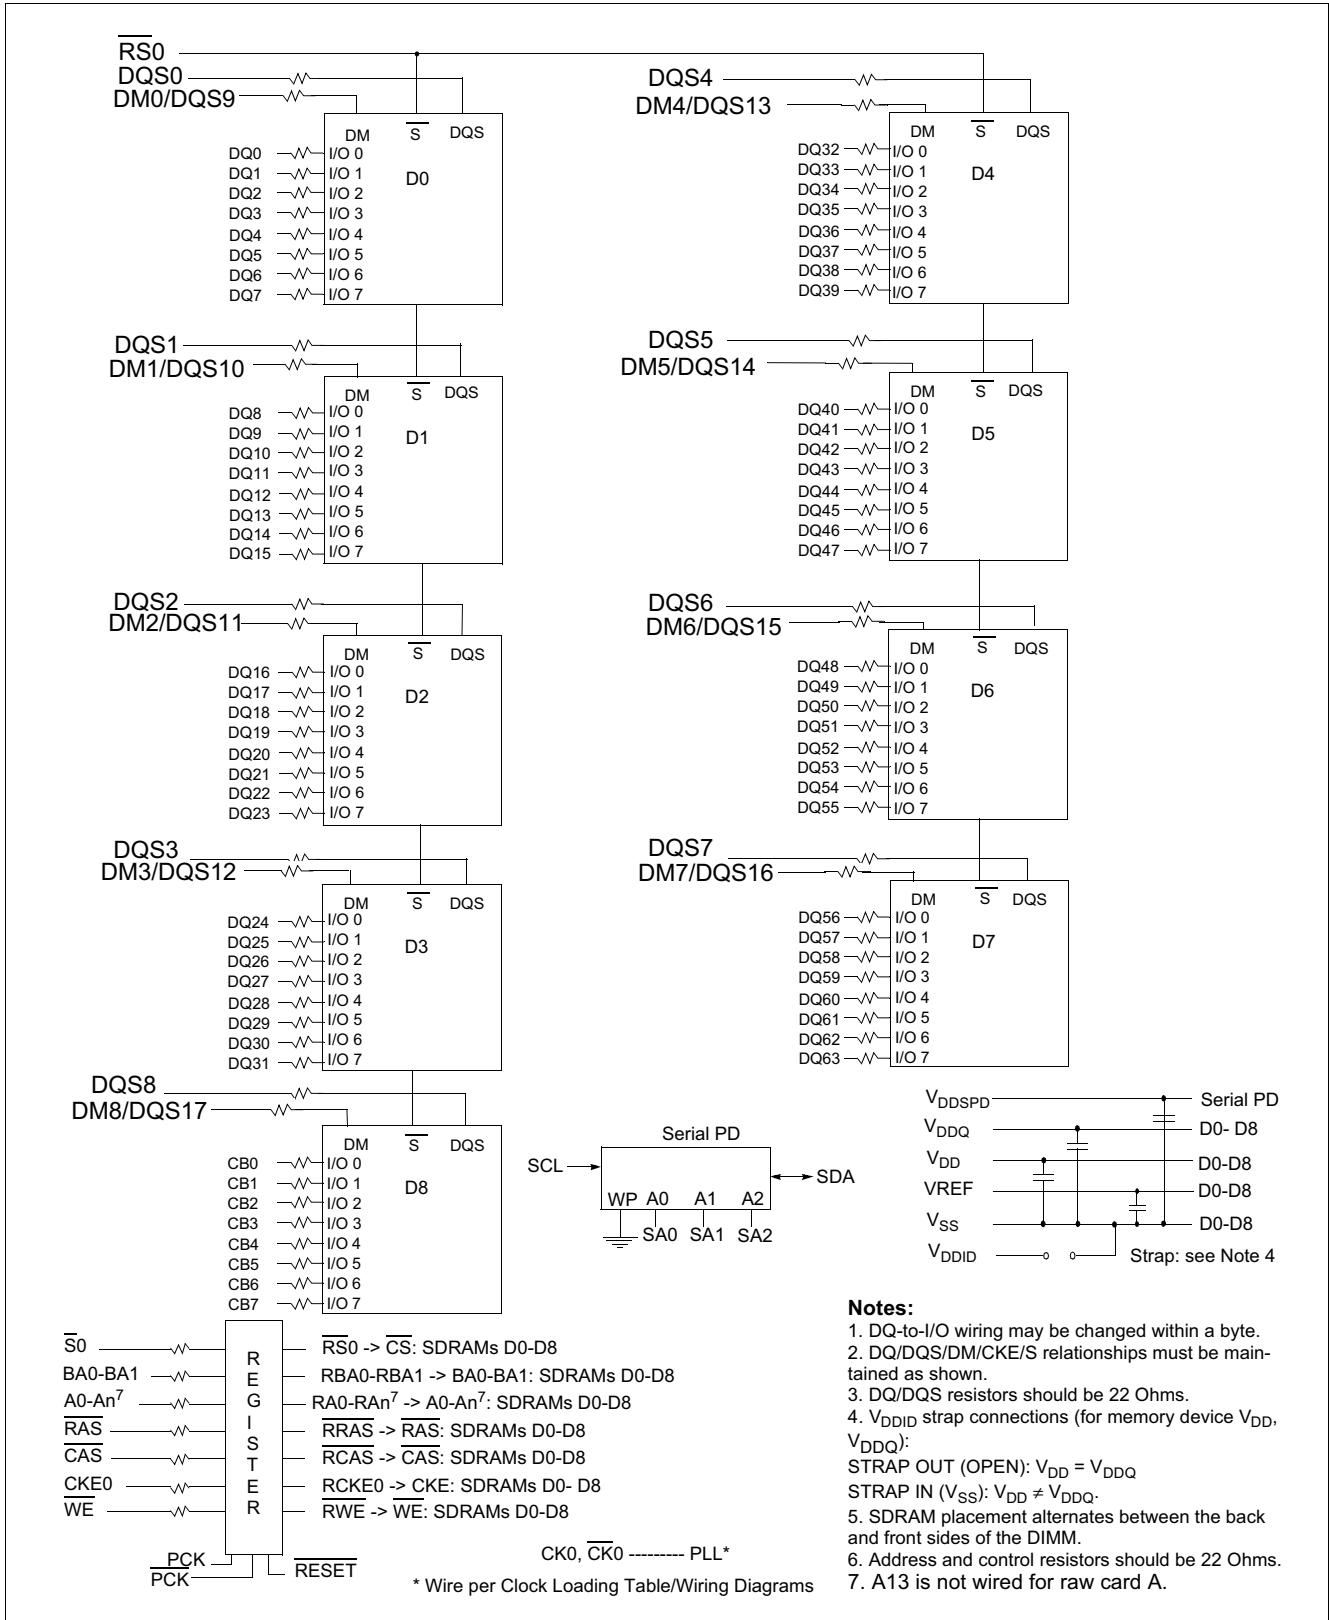 RS0
DQS0
DM0/DQS9
DM S DQS
D0
DQ0 I/O 0
DQ1 I/O 1
DQ2 I/O 2
DQ3 I/O 3
DQ4 I/O 4
DQ5 I/O 5
DQ6 I/O 6
DQ7 I/O 7
DQS1
DM1/DQS10
DM S DQS
D1
DQ8 I/O 0
DQ9 I/O 1
DQ10 I/O 2
DQ11 I/O 3
DQ12 I/O 4
DQ13 I/O 5
DQ14 I/O 6
DQ15 I/O 7
DQS2
DM2/DQS11
DM S DQS
D2
DQ16 I/O 0
DQ17 I/O 1
DQ18 I/O 2
DQ19 I/O 3
DQ20 I/O 4
DQ21 I/O 5
DQ22 I/O 6
DQ23 I/O 7
DQS3
DM3/DQS12
DM S DQS
D3
DQ24 I/O 0
DQ25 I/O 1
DQ26 I/O 2
DQ27 I/O 3
DQ28 I/O 4
DQ29 I/O 5
DQ30 I/O 6
DQ31 I/O 7
DQS8
DM8/DQS17
DM S DQS
D8
CB0 I/O 0
CB1 I/O 1
CB2 I/O 2
CB3 I/O 3
CB4 I/O 4
CB5 I/O 5
CB6 I/O 6
CB7 I/O 7
DQS4
DM4/DQS13
DM S DQS
D4
DQ32 I/O 0
DQ33 I/O 1
DQ34 I/O 2
DQ35 I/O 3
DQ36 I/O 4
DQ37 I/O 5
DQ38 I/O 6
DQ39 I/O 7
DQS5
DM5/DQS14
DM S DQS
D5
DQ40 I/O 0
DQ41 I/O 1
DQ42 I/O 2
DQ43 I/O 3
DQ44 I/O 4
DQ45 I/O 5
DQ46 I/O 6
DQ47 I/O 7
DQS6
DM6/DQS15
DM S DQS
D6
DQ48 I/O 0
DQ49 I/O 1
DQ50 I/O 2
DQ51 I/O 3
DQ52 I/O 4
DQ53 I/O 5
DQ54 I/O 6
DQ55 I/O 7
DQS7
DM7/DQS16
DM S DQS
D7
DQ56 I/O 0
DQ57 I/O 1
DQ58 I/O 2
DQ59 I/O 3
DQ60 I/O 4
DQ61 I/O 5
DQ62 I/O 6
DQ63 I/O 7
Serial PD
SCL SDA
WP A0 A1 A2
SA0 SA1 SA2
VDDSPD Serial PD
VDDQ D0- D8
VDD D0-D8
VREF D0-D8
VSS D0-D8
VDDID Strap: see Note 4
REGISTER
S0 RS0 -> CS: SDRAMs D0-D8
BA0-BA1 RBA0-RBA1 -> BA0-BA1: SDRAMs D0-D8
A0-An7 RA0-RAn7 -> A0-An7: SDRAMs D0-D8
RAS RRAS -> RAS: SDRAMs D0-D8
CAS RCAS -> CAS: SDRAMs D0-D8
CKE0 RCKE0 -> CKE: SDRAMs D0- D8
WE RWE -> WE: SDRAMs D0-D8
PCK
PCK
RESET
CK0, CK0 --------- PLL*
* Wire per Clock Loading Table/Wiring Diagrams
Notes:
1. DQ-to-I/O wiring may be changed within a byte.
2. DQ/DQS/DM/CKE/S relationships must be main-
tained as shown.
3. DQ/DQS resistors should be 22 Ohms.
4. VDDID strap connections (for memory device VDD,
VDDQ):
STRAP OUT (OPEN): VDD = VDDQ
STRAP IN (VSS): VDD ≠ VDDQ.
5. SDRAM placement alternates between the back
and front sides of the DIMM.
6. Address and control resistors should be 22 Ohms.
7. A13 is not wired for raw card A.